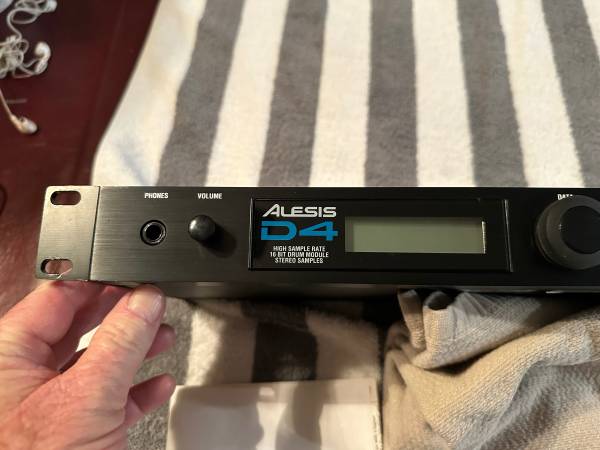 PHONES
VOLUME
ALESIS
D4
HIGH SAMPLE RATE
16 BIT DRUM MODULE
STEREO SAMPLES